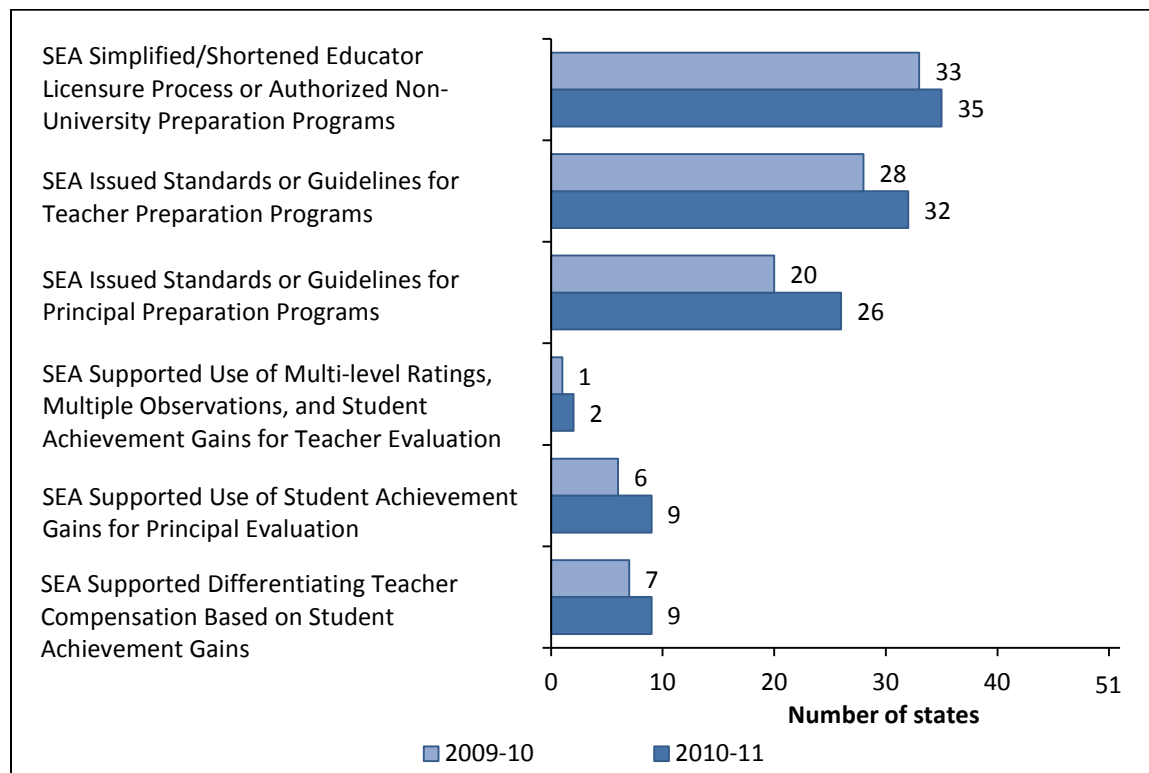 SEA Simplified/Shortened Educator
Licensure Process or Authorized Non-
University Preparation Programs
33
35
SEA Issued Standards or Guidelines for
Teacher Preparation Programs
28
32
SEA Issued Standards or Guidelines for
Principal Preparation Programs
20
26
SEA Supported Use of Multi-level Ratings,
Multiple Observations, and Student
Achievement Gains for Teacher Evaluation
1
2
SEA Supported Use of Student Achievement
Gains for Principal Evaluation
6
9
SEA Supported Differentiating Teacher
Compensation Based on Student
Achievement Gains
7
9
0 10 20 30 40 51
Number of states
2009-10 2010-11